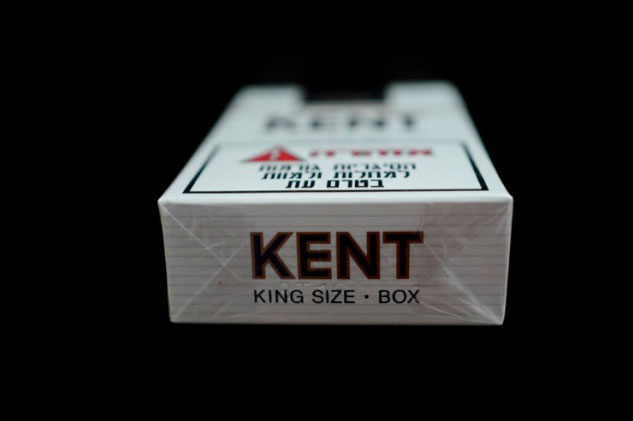 KENT
אזהרה
הסיגריות גורמות
למחלות ולמוות
בטרם עת
KENT
KING SIZE · BOX